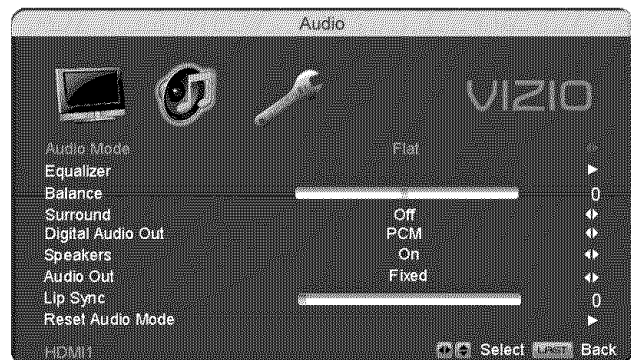 Audio
VIZIO
Audio Mode Flat
Equalizer
Balance 0
Surround Off
Digital Audio Out PCM
Speakers On
Audio Out Fixed
Lip Sync 0
Reset Audio Mode
HDMI1 Select LAST Back